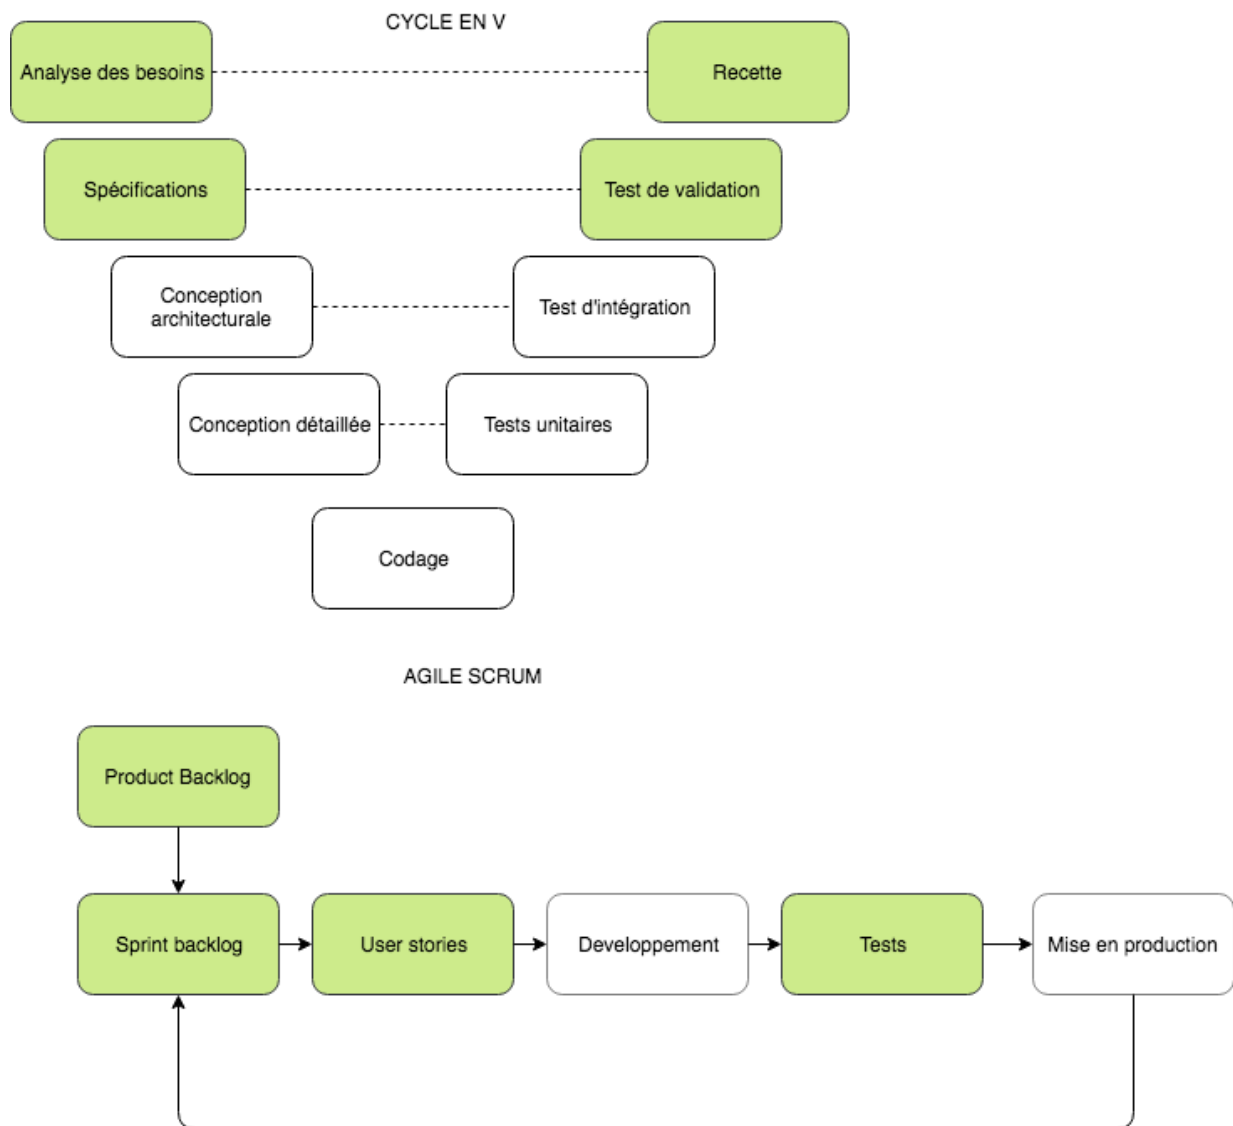 CYCLE EN V
Analyse des besoins
Recette
Spécifications
Test de validation
Conception
architecturale
Test d'intégration
Conception détaillée
Tests unitaires
Codage
AGILE SCRUM
Product Backlog
Sprint backlog
User stories
Developpement
Tests
Mise en production